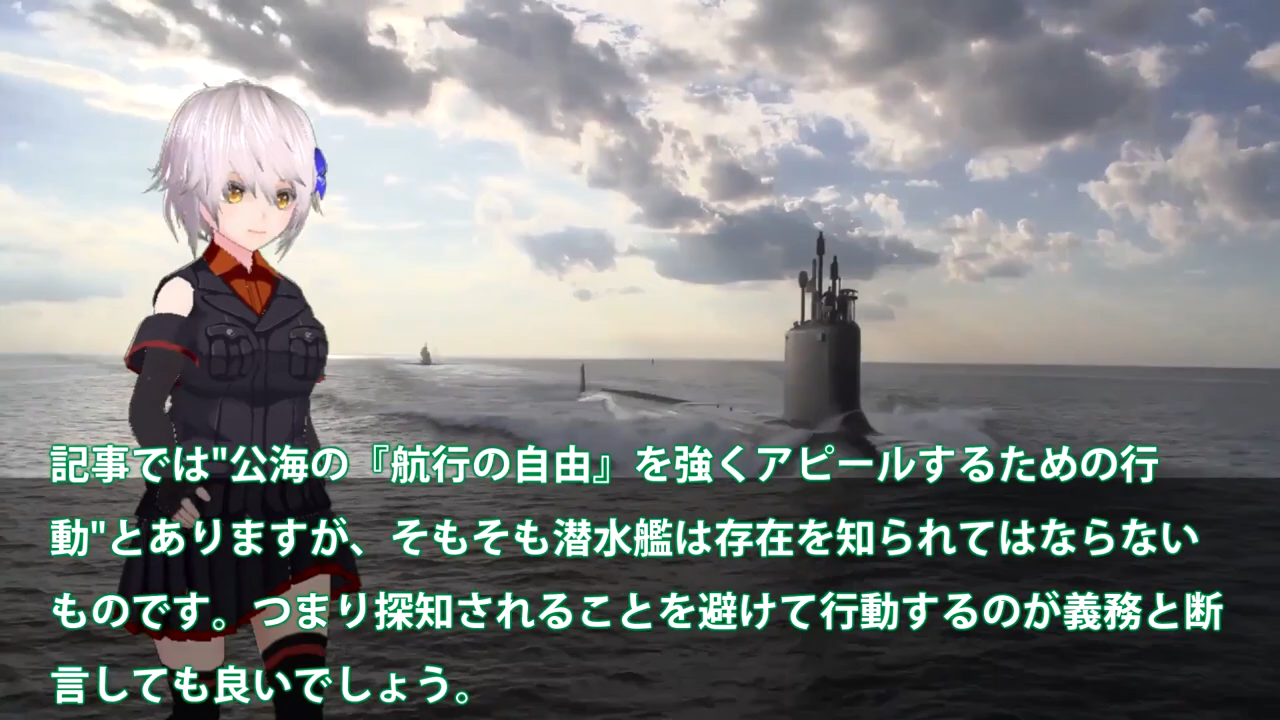 記事では"公海の『航行の自由』を強くアピールするための行
動"とありますが、そもそも潜水艦は存在を知られてはならない
ものです。つまり探知されることを避けて行動するのが義務と断
言しても良いでしょう。